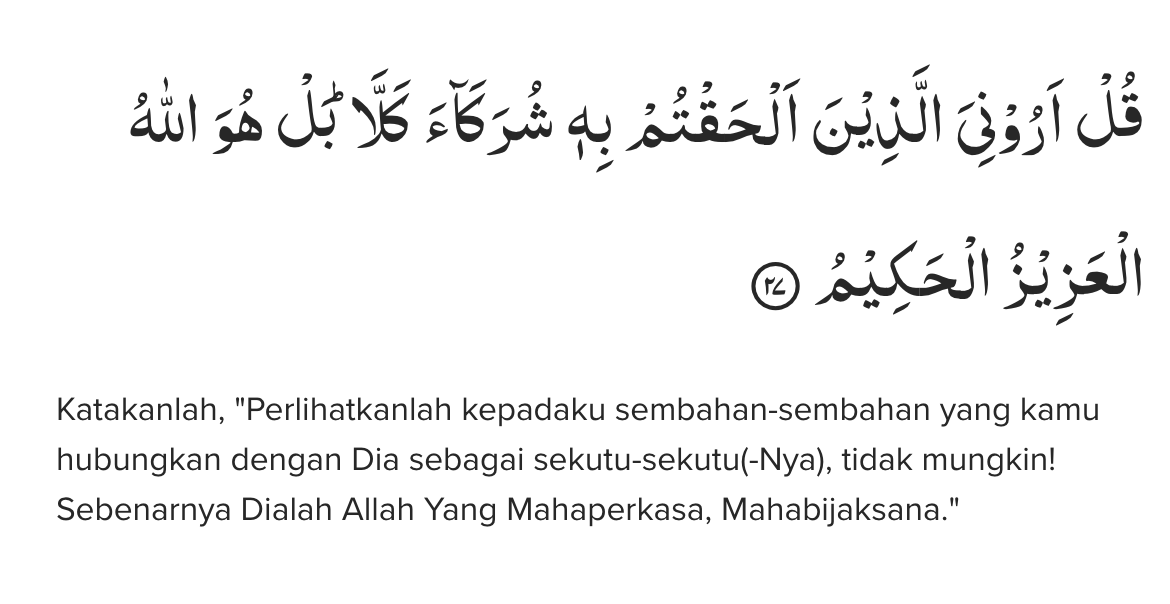 قُلْ اَرُوْنِيَ الَّذِيْنَ اَلْحَقْتُمْ بِهٖ شُرَكَاۤءَ كَلَّا ۗبَلْ هُوَ اللّٰهُ
الْعَزِيْزُ الْحَكِيْمُ ٢٧
Katakanlah, "Perlihatkanlah kepadaku sembahan-sembahan yang kamu
hubungkan dengan Dia sebagai sekutu-sekutu(-Nya), tidak mungkin!
Sebenarnya Dialah Allah Yang Mahaperkasa, Mahabijaksana."